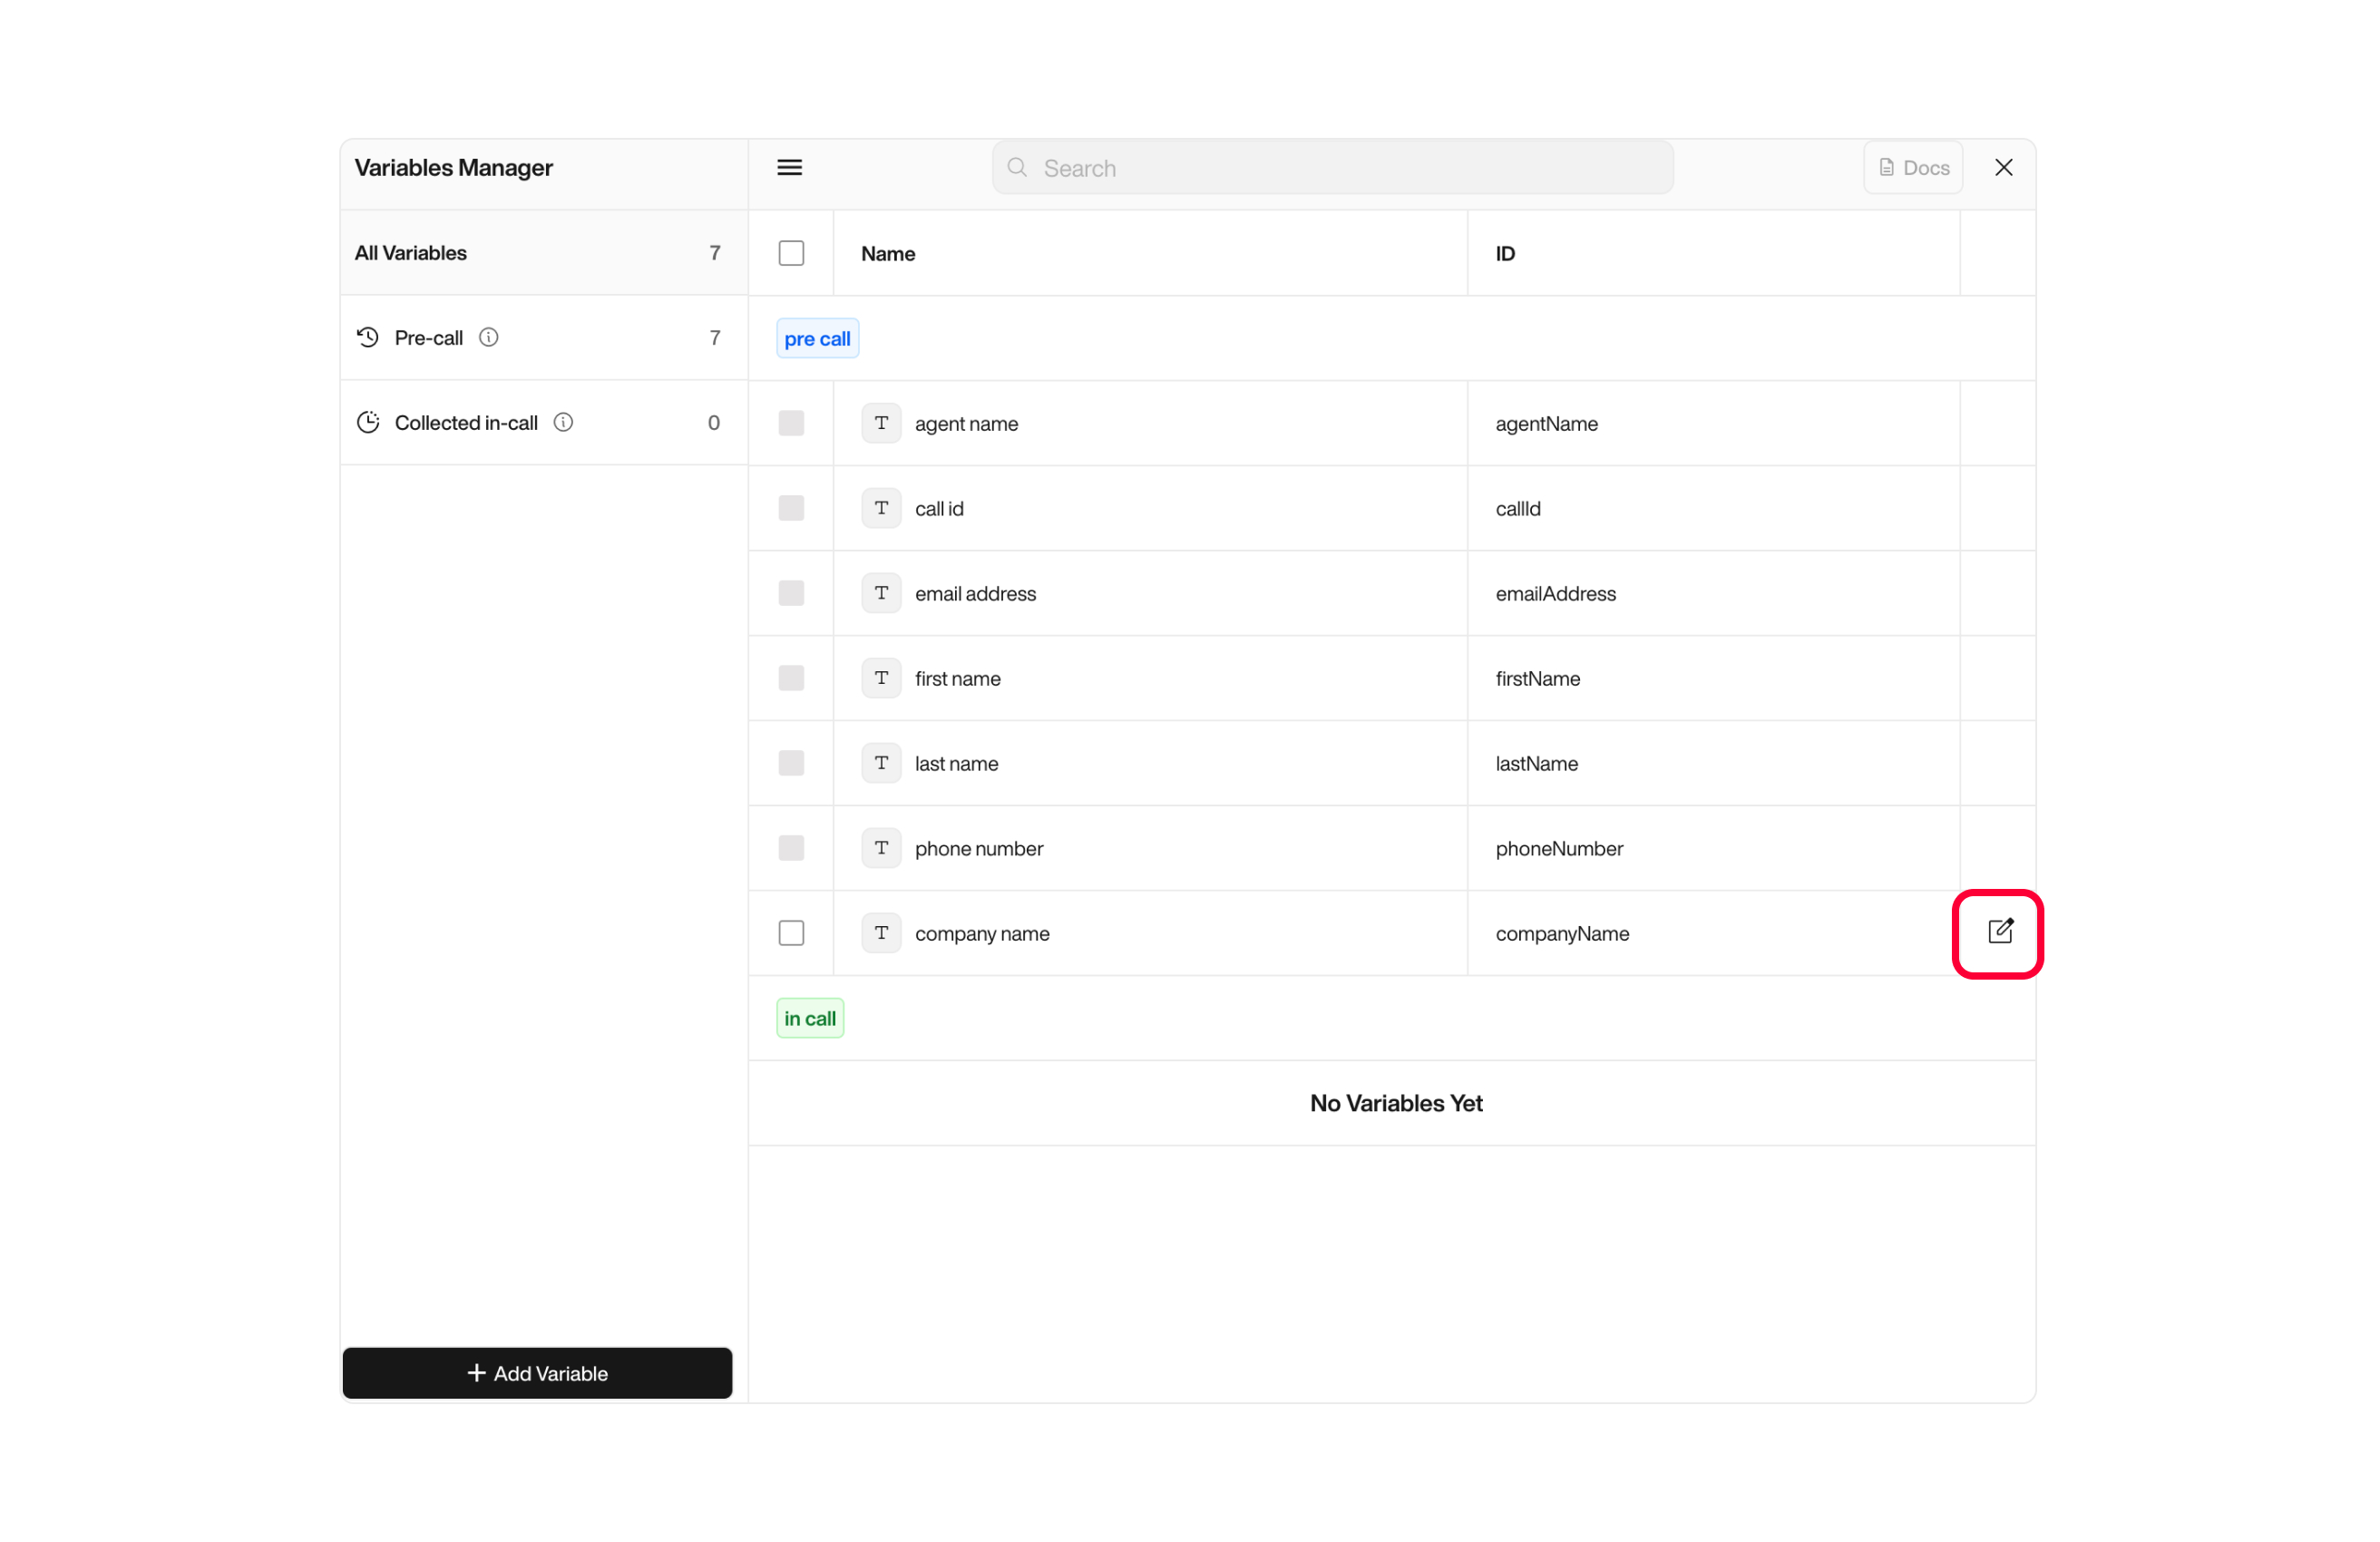 Variables Manager
Search
Docs
All Variables 7
Name ID
Pre-call 7
pre call
Collected in-call 0
T agent name agentName
T call id callId
T email address emailAddress
T first name firstName
T last name lastName
T phone number phoneNumber
T company name companyName
in call
No Variables Yet
+ Add Variable